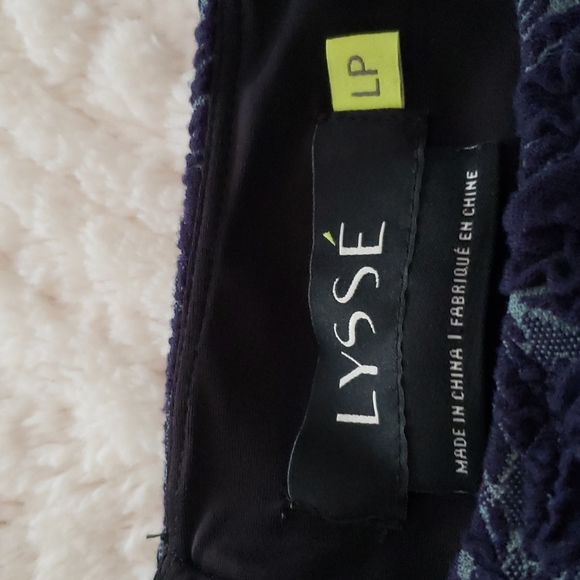 LP
LYSSÉ
MADE IN CHINA | FABRIQUÉ EN CHINE